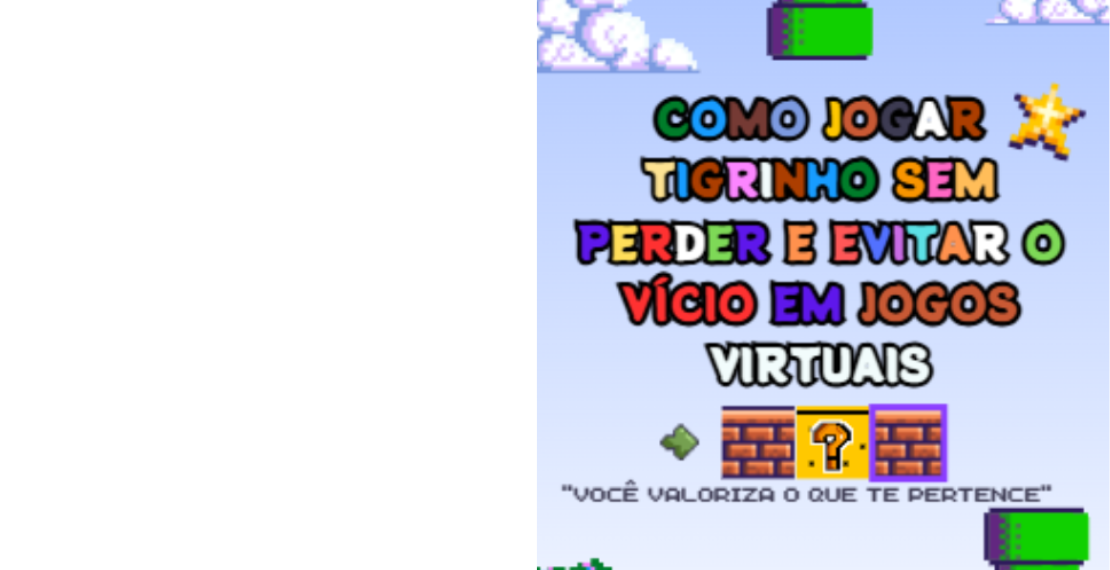 COMO JOGAR
TIGRINHO SEM
PERDER E EVITAR O
VÍCIO EM JOGOS
VIRTUAIS
?
"VOCÊ VALORIZA O QUE TE PERTENCE"